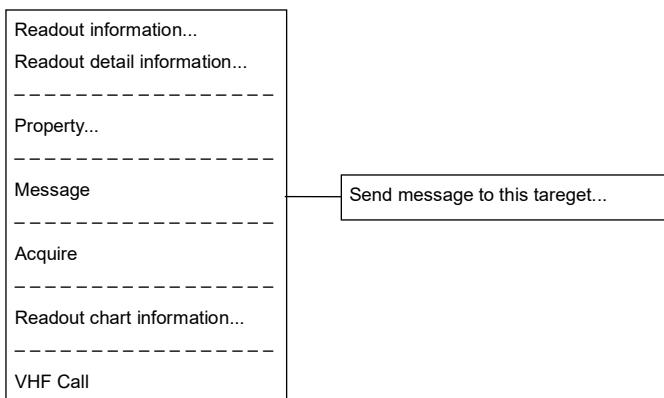 Readout information...
Readout detail information...
Property...
Message
Send message to this tareget...
Acquire
Readout chart information...
VHF Call